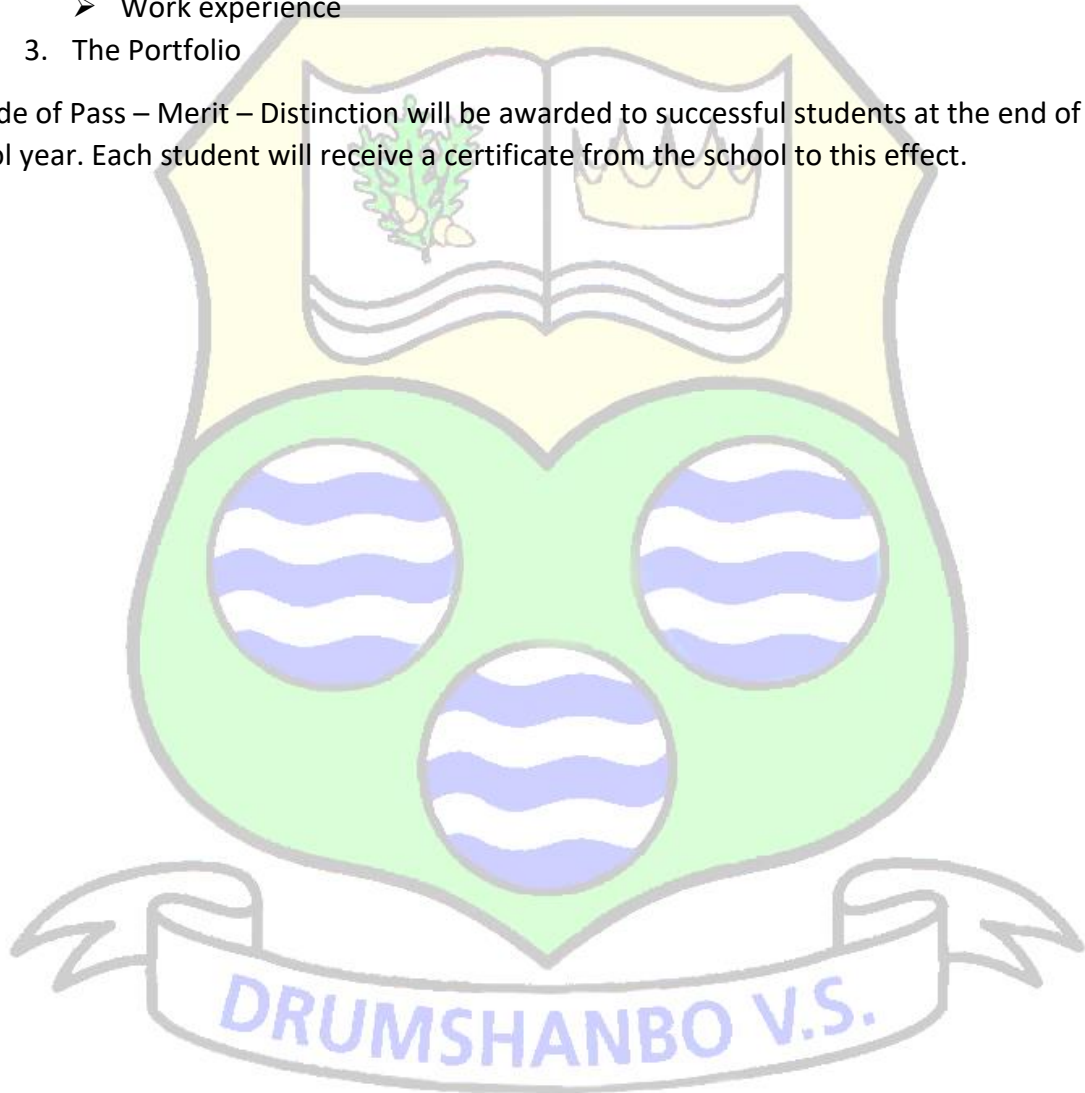 ➢ Work experience
3. The Portfolio
de of Pass – Merit – Distinction will be awarded to successful students at the end of
ol year. Each student will receive a certificate from the school to this effect.
DRUMSHANBO V.S.